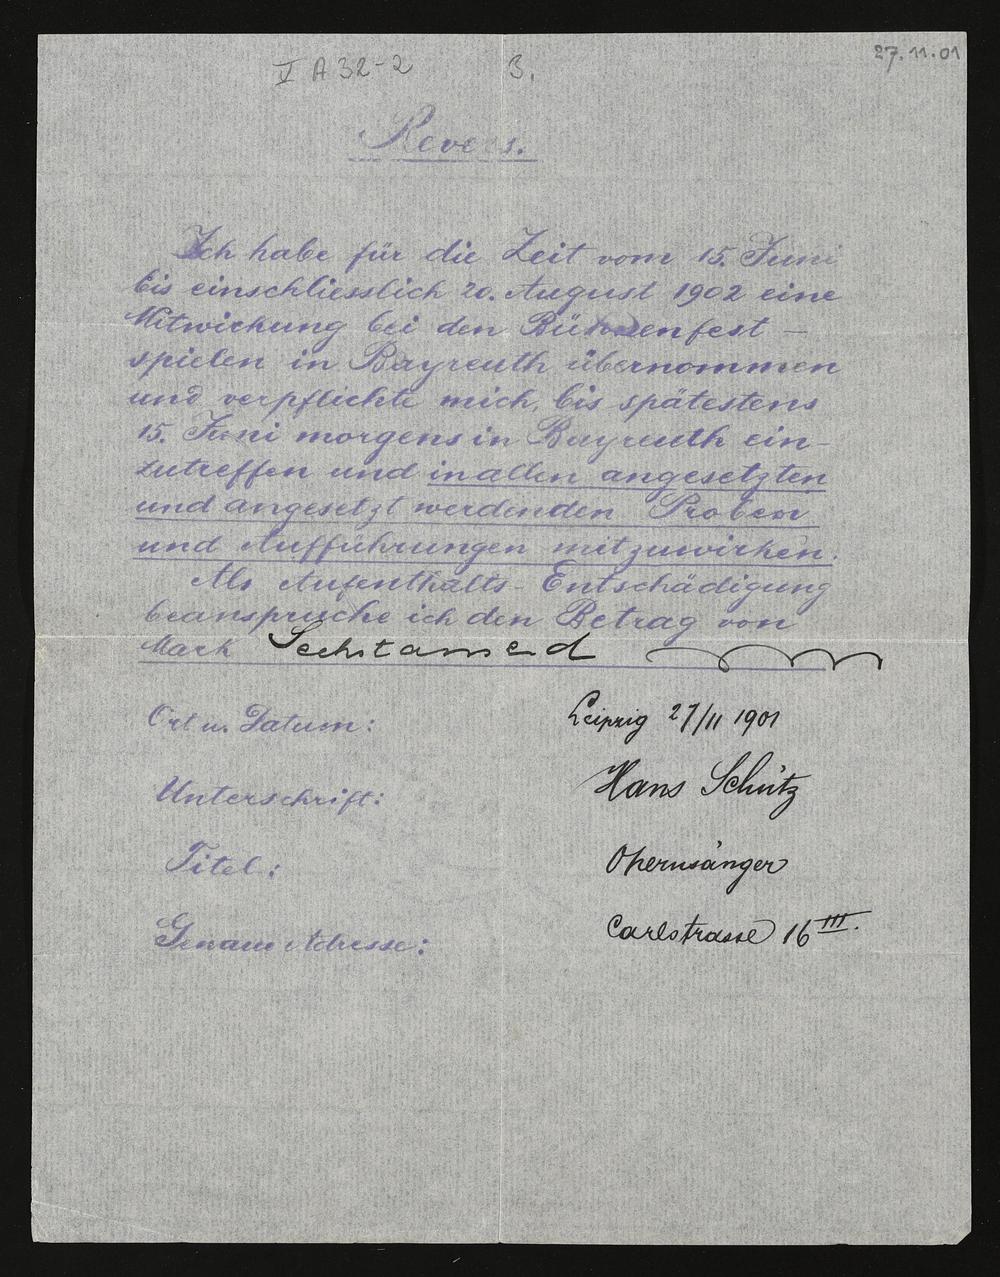 V A 32-2 3. 27.11.01
Revers.
Ich habe für die Zeit vom 15. Juni
bis einschliesslich 20. August 1902 eine
Mitwirkung bei den Bühnenfest-
spielen in Bayreuth übernommen
und verpflichte mich, bis spätestens
15. Juni morgens in Bayreuth ein-
zutreffen und in allen angesetzten
und angesetzt werdenden Proben
und Aufführungen mitzuwirken.
Als Aufenthalts-Entschädigung
beanspruche ich den Betrag von
Mark Sechstausend
Ort u. Datum: Leipzig 27/11 1901
Unterschrift: Hans Schütz
Titel: Opernsänger
Genaue Adresse: Carlstrasse 16 III.